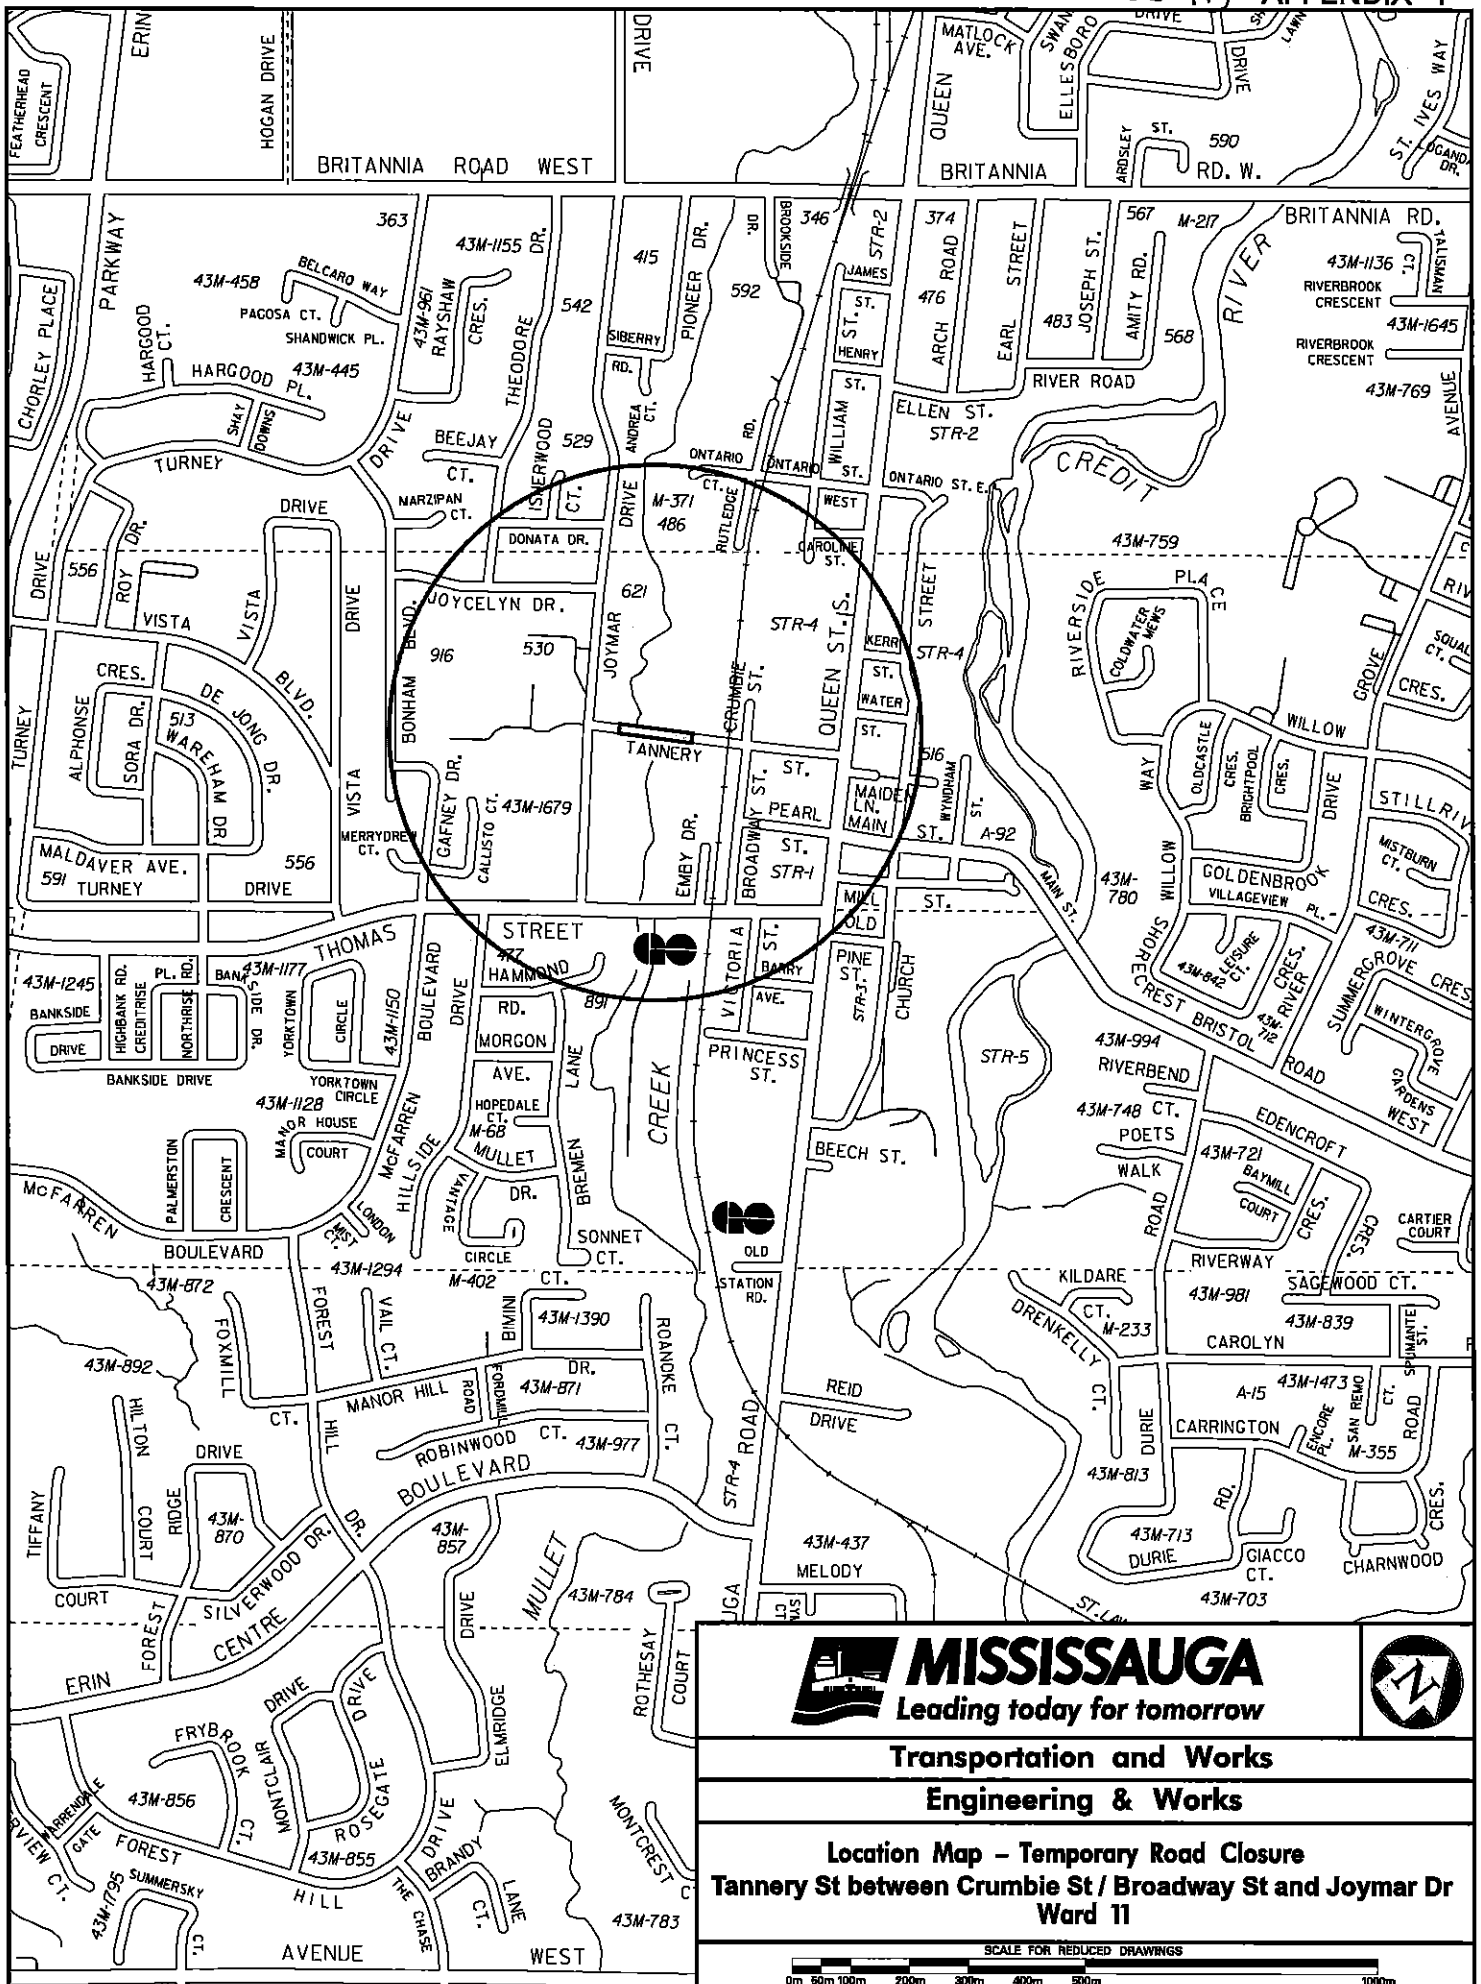 APPENDIX 1
FEATHERHEAD
CRESCENT
ERIN
HOGAN DRIVE
DRIVE
QUEEN
MATLOCK
AVE.
ELLESBORO
DRIVE
DRIVE
ARDSLEY
ST.
590
ST. IVES WAY
BRITANNIA ROAD WEST
BRITANNIA
RD. W.
PARKWAY
CHORLEY PLACE
363
43M-1155
43M-458
BELCARO WAY
PAGOSA CT.
SHANDWICK PL.
43M-961
RAYSHAW
CRES.
THEODORE
DR.
542
415
PIONEER DR.
592
DR.
BROOKSIDE
346
STR-2
374
567
M-217
BRITANNIA RD.
TALISMAN
CT.
43M-1136
RIVERBROOK
CRESCENT
43M-1645
RIVERBROOK
CRESCENT
43M-769
AVENUE
JAMES
ST.
ST.
HENRY
ST.
WILLIAM
ST.
476
ARCH ROAD
EARL STREET
483
JOSEPH ST.
AMITY RD.
568
RIVER
RIVER ROAD
HARGOOD
CT.
HARGOOD PL.
43M-445
SHAY
DOWNS
TURNEY
DRIVE
BEEJAY
CT.
SIBERRY
RD.
ANDREA
CT.
529
ISHERWOOD
CT.
MARZIPAN
CT.
DRIVE
ELLEN ST.
STR-2
CREDIT
ONTARIO
CT.
RD.
RUTLEDGE
ONTARIO
ONTARIO ST. E.
WEST
CAROLINE
ST.
M-371
486
DRIVE
DONATA DR.
JOYCELYN DR.
621
43M-759
DRIVE
556
ROY DR.
VISTA
VISTA
DRIVE
BONHAM BLVD.
916
530
JOYMAR
STR-4
CRUMBIE
ST.
QUEEN ST. S.
STREET
KERR
ST.
STR-4
WATER
ST.
RIVERSIDE
PLACE
COLDWATER
MEWS
SQUAL
CT.
GROVE
CRES.
CRES.
ALPHONSE
SORA DR.
513
DE JONG DR.
WAREHAM DR
BLVD.
TURNEY
VISTA
TANNERY
ST.
516
WILLOW
WAY
OLDCASTLE
CRES.
BRIGHTPOOL
CRES.
DRIVE
STILLRIV
GAFNEY DR.
CALLISTO CT.
43M-1679
MERRYDREW
CT.
EMBY DR.
BROADWAY ST.
PEARL
ST.
STR-1
MAIDEN
LN.
MAIN
ST.
WYNDHAM
ST.
A-92
MISTBURN
CT.
MALDAVER AVE.
591
TURNEY
DRIVE
556
MILL
ST.
OLD
MAIN ST.
43M-
780
WILLOW
GOLDENBROOK
VILLAGEVIEW PL.
CRES.
43M-711
THOMAS
STREET
477
HAMMOND
RD.
891
VICTORIA
ST.
BARRY
AVE.
PINE
ST.
STR-3
CHURCH
SHORECREST
LEISURE
CT.
43M-842
CRES.
RIVER
43M-
712
SUMMERGROVE
CRES
WINTERGROVE
GARDENS
43M-1245
BANKSIDE
DRIVE
HIGHBANK RD.
CREDITRISE
PL. RD.
NORTHRISE
BANKSIDE DR.
43M-1177
YORKTOWN
CIRCLE
43M-1150
BOULEVARD
DRIVE
MORGON
AVE.
LANE
CREEK
PRINCESS
ST.
STR-5
43M-994
BRISTOL
ROAD
WEST
BANKSIDE DRIVE
YORKTOWN
CIRCLE
43M-1128
MANOR HOUSE
COURT
HOPEDALE
CT.
M-68
MULLET
DR.
BREMEN
BEECH ST.
RIVERBEND
43M-748 CT.
POETS
WALK
EDENCROFT
43M-721
BAYMILL
COURT
CRES.
CRES.
McFARREN
PALMERSTON
CRESCENT
McFARREN
HILLSIDE
LONDON
MIST
CT.
VANTAGE
CIRCLE
SONNET
CT.
OLD
STATION
RD.
ROAD
RIVERWAY
CARTIER
COURT
BOULEVARD
43M-872
43M-1294
M-402
BIMINI
CT.
43M-1390
KILDARE
CT.
DRENKELLY
CT.
M-233
43M-981
SAGEWOOD CT.
43M-839
SPUMANTE
ST.
FOREST
VAIL CT.
FOXMILL
CT.
43M-892
ROANOKE
CT.
CAROLYN
MANOR HILL
DR.
ROAD
FORDMILL
43M-871
REID
DRIVE
A-15
43M-1473
SAN REMO
CT.
ENCORE
PL.
M-355
ROAD
HILTON
COURT
HILL
DR.
ROBINWOOD CT.
43M-977
BOULEVARD
STR-4
ROAD
DURIE
CARRINGTON
43M-813
RD.
CRES.
DRIVE
RIDGE
43M-
870
TIFFANY
COURT
SILVERWOOD DR.
43M-
857
MULLET
43M-437
MELODY
43M-713
DURIE
GIACCO
CT.
CHARNWOOD
43M-703
43M-784
ROTHESAY
COURT
ERIN
FOREST
CENTRE
DRIVE
ELMRIDGE
FRYBROOK
CT.
MONTCLAIR
DRIVE
DRIVE
ROSEGATE
43M-856
WARRENDALE
GATE
FOREST
HILL
43M-855
DRIVE
THE CHASE
BRANDY
LANE
CT.
MONTCREST
43M-1795
SUMMERSKY
CT.
43M-783
AVENUE
WEST
MISSISSAUGA
Leading today for tomorrow
N
Transportation and Works
Engineering & Works
Location Map - Temporary Road Closure
Tannery St between Crumbie St / Broadway St and Joymar Dr
Ward 11
SCALE FOR REDUCED DRAWINGS
0m 50m 100m 200m 300m 400m 500m 1000m